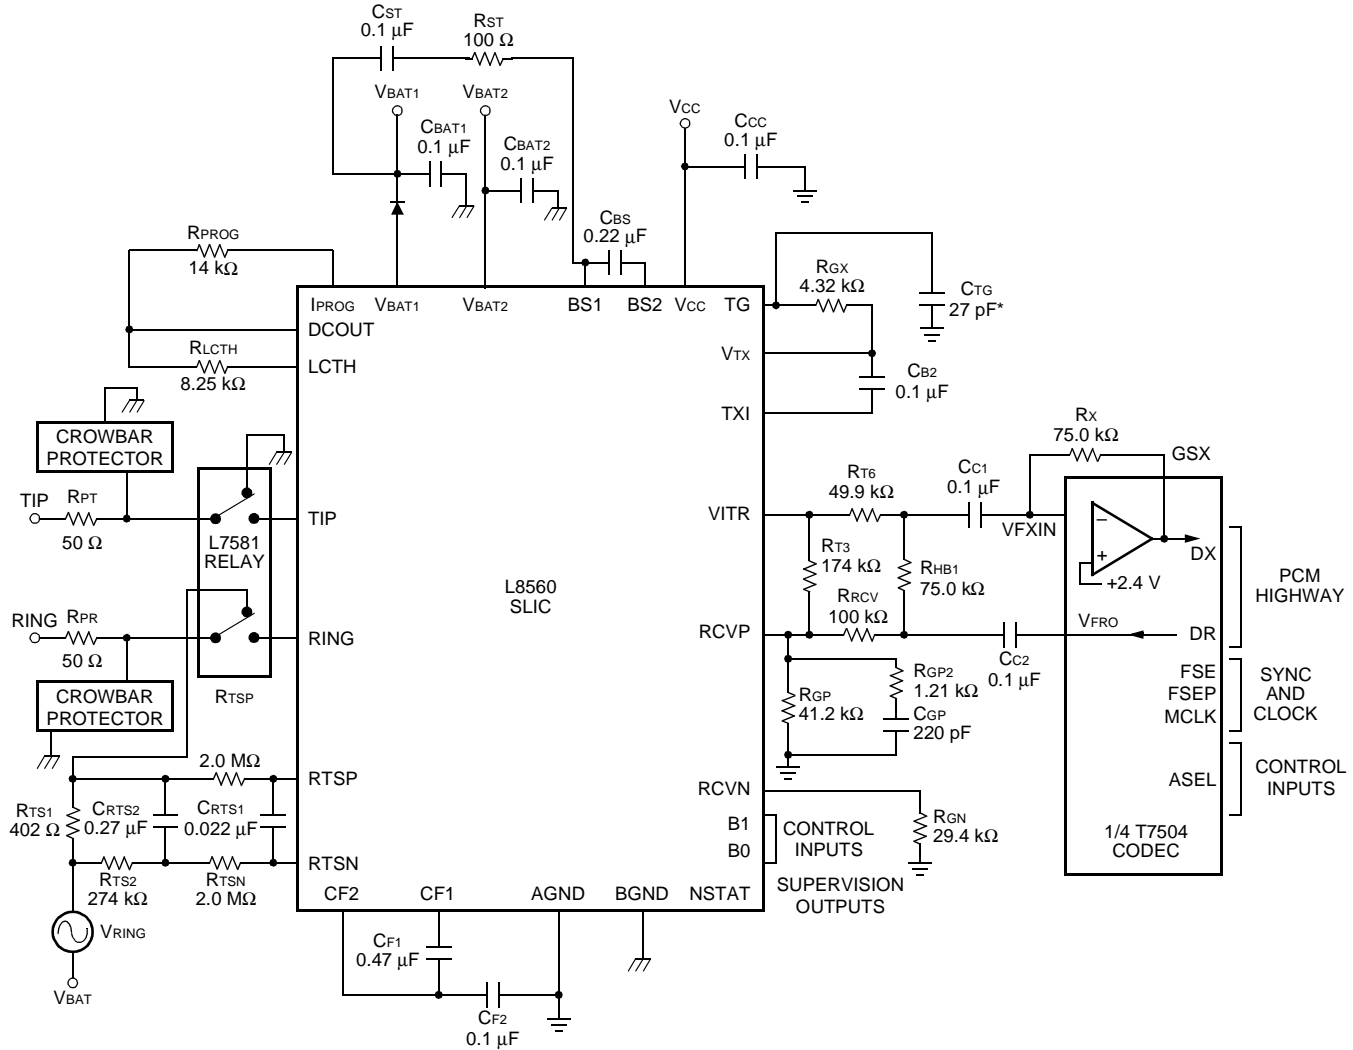 CST
0.1 µF
RST
100 Ω
VBAT1
VBAT2
CBAT1
0.1 µF
CBAT2
0.1 µF
VCC
CCC
0.1 µF
CBS
0.22 µF
RPROG
14 kΩ
RGX
4.32 kΩ
CTG
27 pF*
IPROG
VBAT1
VBAT2
BS1
BS2
VCC
TG
DCOUT
RLCTH
8.25 kΩ
LCTH
VTX
CB2
0.1 µF
TXI
CROWBAR
PROTECTOR
RX
75.0 kΩ
GSX
TIP
RPT
50 Ω
L7581
RELAY
TIP
VITR
RT6
49.9 kΩ
CC1
0.1 µF
VFXIN
–
+
+2.4 V
DX
PCM
HIGHWAY
RT3
174 kΩ
RHB1
75.0 kΩ
L8560
SLIC
RING
RPR
50 Ω
RING
RCVP
RRCV
100 kΩ
CC2
0.1 µF
VFRO
DR
CROWBAR
PROTECTOR
RTSP
RGP
41.2 kΩ
RGP2
1.21 kΩ
CGP
220 pF
FSE
FSEP
MCLK
SYNC
AND
CLOCK
2.0 MΩ
RTSP
RCVN
ASEL
CONTROL
INPUTS
RTS1
402 Ω
CRTS2
0.27 µF
CRTS1
0.022 µF
RGN
29.4 kΩ
B1
B0
CONTROL
INPUTS
1/4 T7504
CODEC
RTSN
RTS2
274 kΩ
RTSN
2.0 MΩ
CF2
CF1
AGND
BGND
NSTAT
SUPERVISION
OUTPUTS
VRING
VBAT
CF1
0.47 µF
CF2
0.1 µF